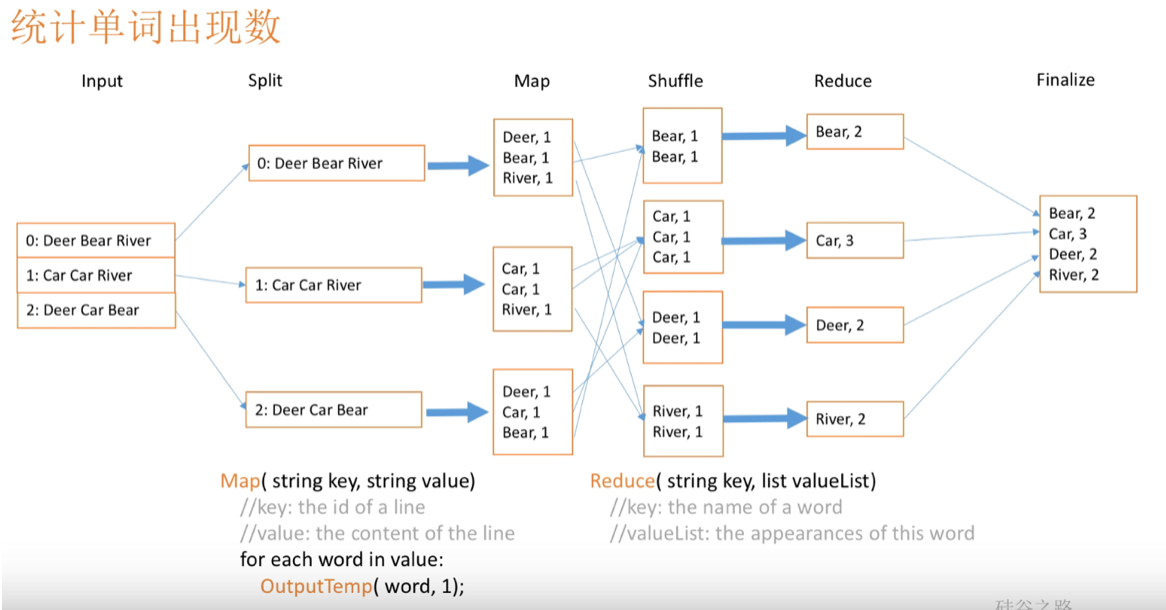 统计单词出现数
Input
Split
Map
Shuffle
Reduce
Finalize
0: Deer Bear River
1: Car Car River
2: Deer Car Bear
0: Deer Bear River
1: Car Car River
2: Deer Car Bear
Deer, 1
Bear, 1
River, 1
Car, 1
Car, 1
River, 1
Deer, 1
Car, 1
Bear, 1
Bear, 1
Bear, 1
Car, 1
Car, 1
Car, 1
Deer, 1
Deer, 1
River, 1
River, 1
Bear, 2
Car, 3
Deer, 2
River, 2
Bear, 2
Car, 3
Deer, 2
River, 2
Map( string key, string value)
//key: the id of a line
//value: the content of the line
for each word in value:
OutputTemp( word, 1);
Reduce( string key, list valueList)
//key: the name of a word
//valueList: the appearances of this word
硅谷之路